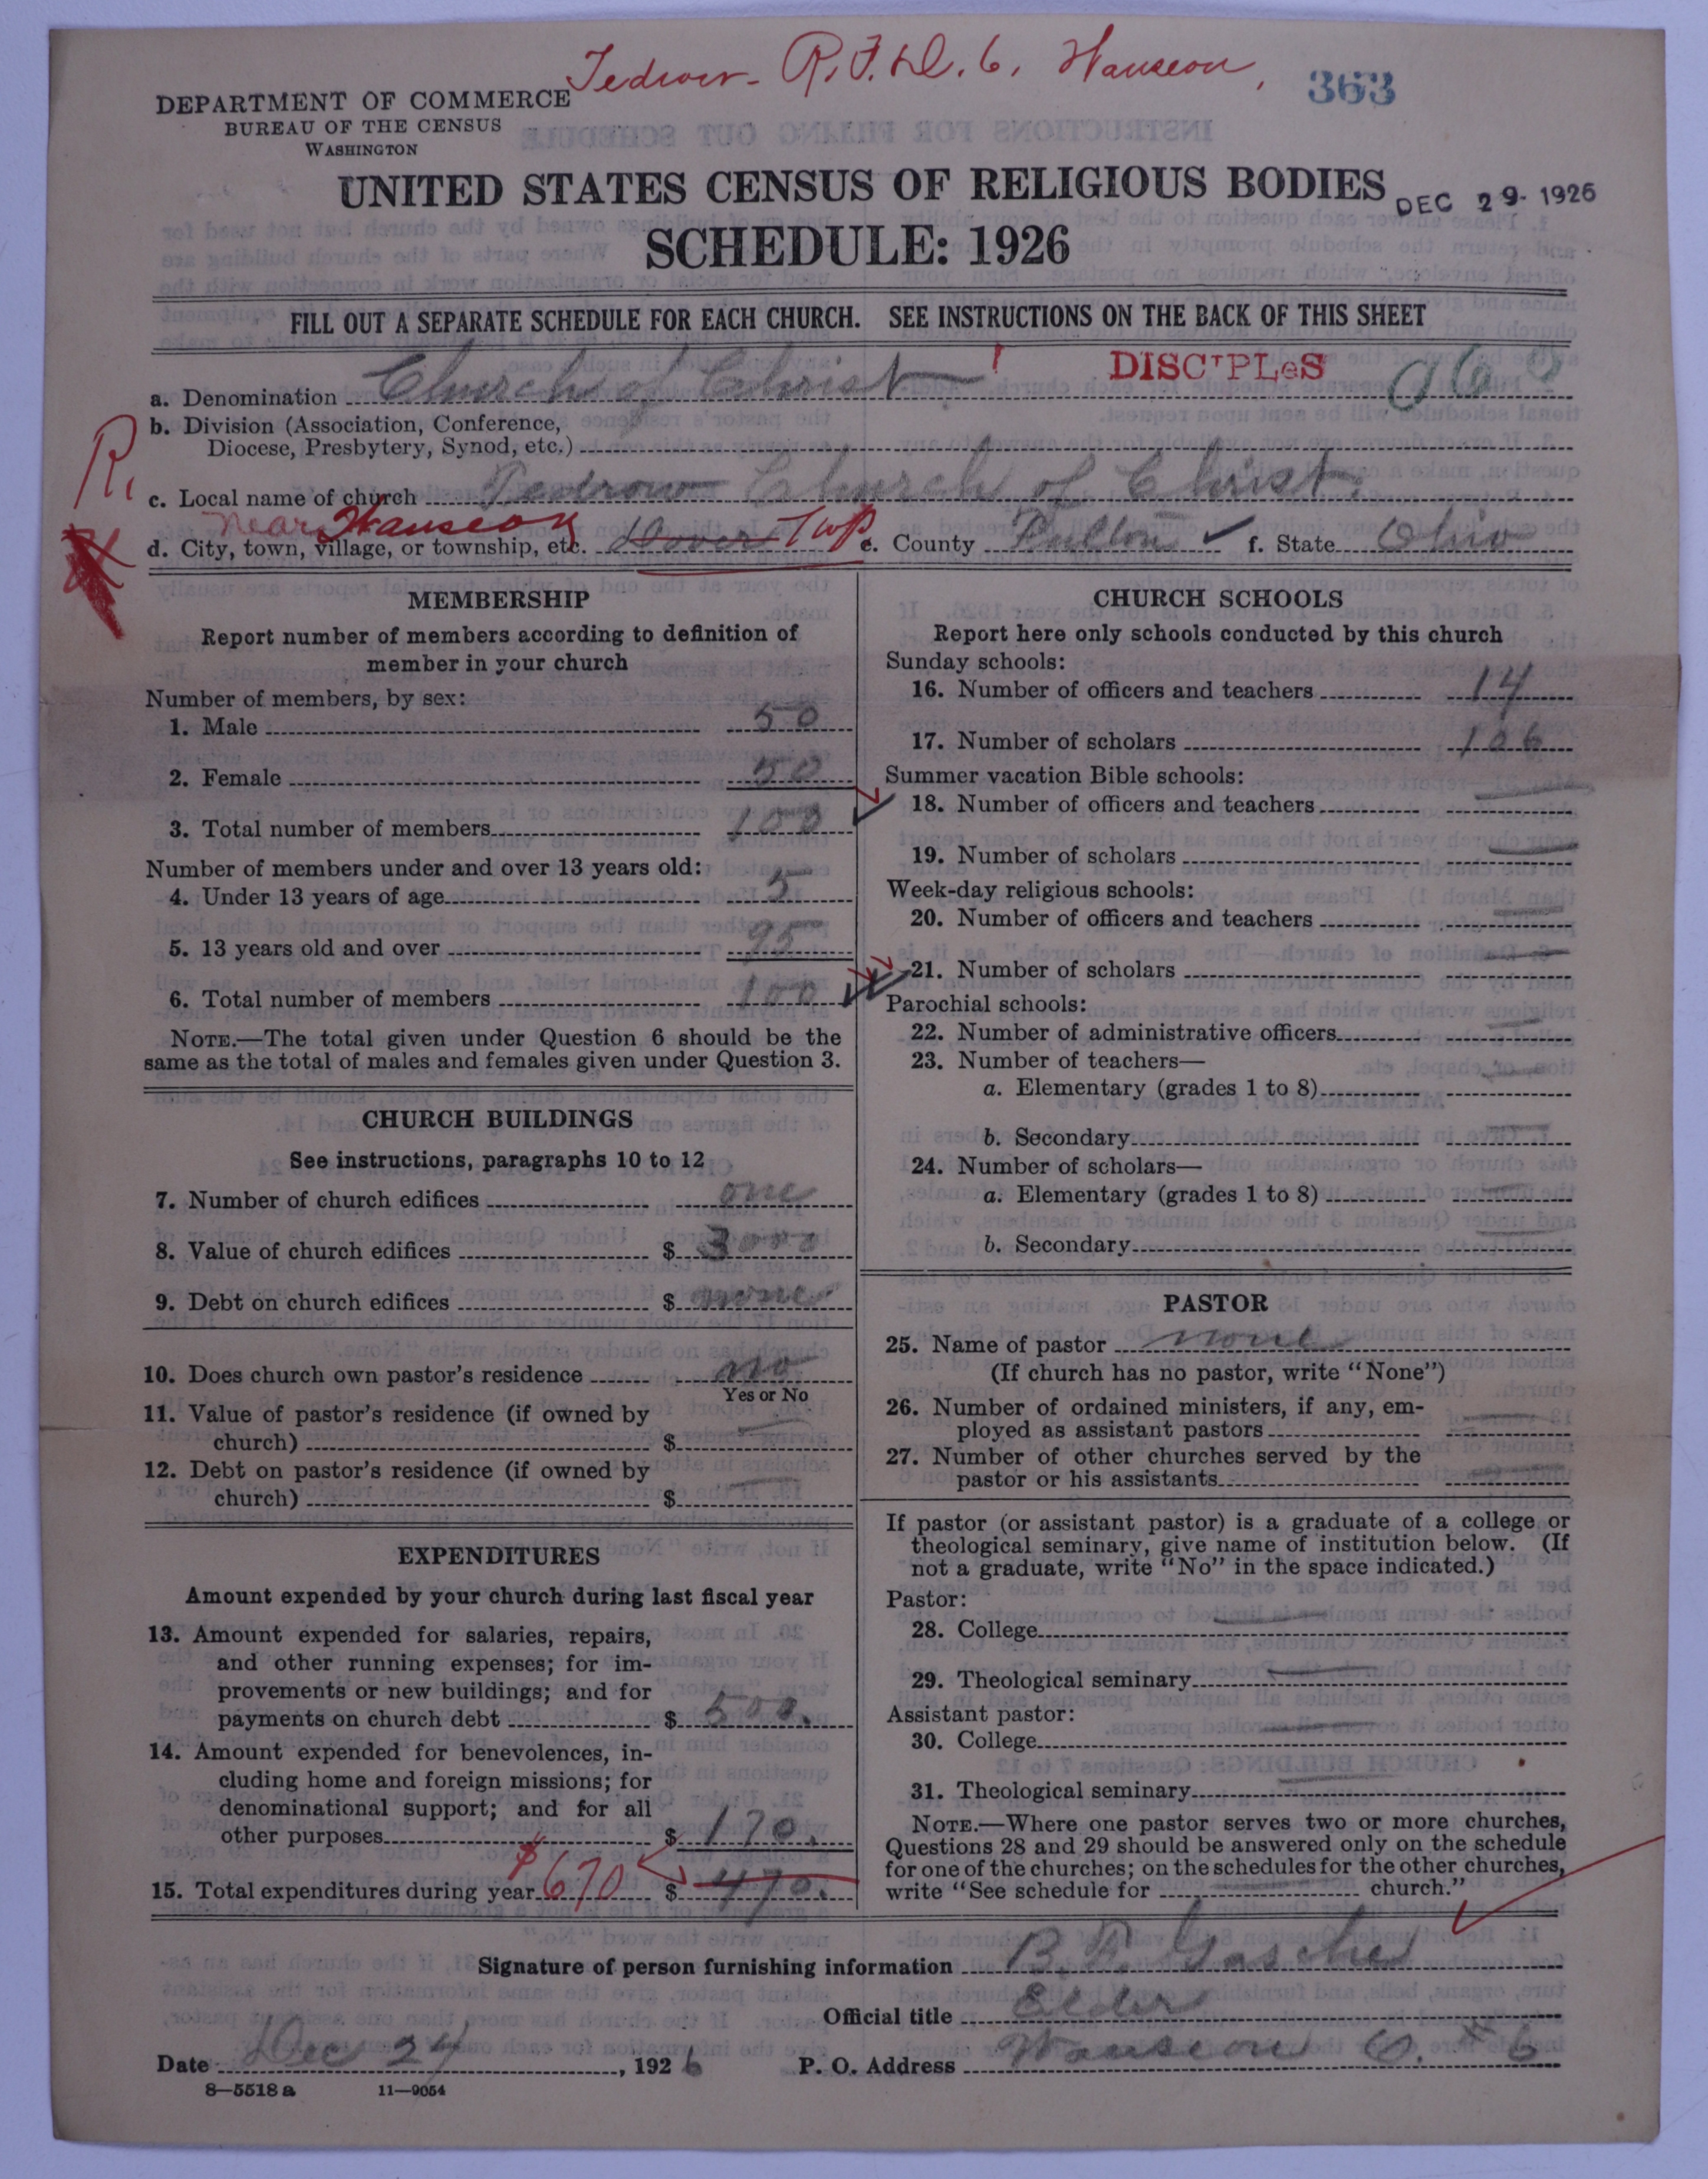 Tedrow - R.F.D. 6, Wauseon,
363
DEPARTMENT OF COMMERCE
BUREAU OF THE CENSUS
WASHINGTON
UNITED STATES CENSUS OF RELIGIOUS BODIES
DEC 29 1926
SCHEDULE: 1926
FILL OUT A SEPARATE SCHEDULE FOR EACH CHURCH. SEE INSTRUCTIONS ON THE BACK OF THIS SHEET
DISCIPLeS
a. Denomination Church of Christ
b. Division (Association, Conference,
Diocese, Presbytery, Synod, etc.)
R.
c. Local name of church Tedrow Church of Christ.
near Wauseon
d. City, town, village, or township, etc. Dover Twp. e. County Fulton f. State Ohio
MEMBERSHIP
Report number of members according to definition of
member in your church
Number of members, by sex:
1. Male 50
2. Female 50
3. Total number of members 100
Number of members under and over 13 years old:
4. Under 13 years of age 5
5. 13 years old and over 95
6. Total number of members 100
NOTE.—The total given under Question 6 should be the
same as the total of males and females given under Question 3.
CHURCH BUILDINGS
See instructions, paragraphs 10 to 12
7. Number of church edifices one
8. Value of church edifices $ 3000
9. Debt on church edifices $ none
10. Does church own pastor's residence no
Yes or No
11. Value of pastor's residence (if owned by
church) $ —
12. Debt on pastor's residence (if owned by
church) $ —
EXPENDITURES
Amount expended by your church during last fiscal year
13. Amount expended for salaries, repairs,
and other running expenses; for im-
provements or new buildings; and for
payments on church debt $ 500.
14. Amount expended for benevolences, in-
cluding home and foreign missions; for
denominational support; and for all
other purposes $ 170.
15. Total expenditures during year $670 $ 470.
CHURCH SCHOOLS
Report here only schools conducted by this church
Sunday schools:
16. Number of officers and teachers 14
17. Number of scholars 106
Summer vacation Bible schools:
18. Number of officers and teachers —
19. Number of scholars —
Week-day religious schools:
20. Number of officers and teachers —
21. Number of scholars —
Parochial schools:
22. Number of administrative officers —
23. Number of teachers—
a. Elementary (grades 1 to 8) —
b. Secondary —
24. Number of scholars—
a. Elementary (grades 1 to 8) —
b. Secondary —
PASTOR
25. Name of pastor none
(If church has no pastor, write "None")
26. Number of ordained ministers, if any, em-
ployed as assistant pastors —
27. Number of other churches served by the
pastor or his assistants —
If pastor (or assistant pastor) is a graduate of a college or
theological seminary, give name of institution below. (If
not a graduate, write "No" in the space indicated.)
Pastor:
28. College —
29. Theological seminary —
Assistant pastor:
30. College —
31. Theological seminary —
NOTE.—Where one pastor serves two or more churches,
Questions 28 and 29 should be answered only on the schedule
for one of the churches; on the schedules for the other churches,
write "See schedule for — church."
Signature of person furnishing information B. F. Gasche
Official title Elder
Date Dec 24, 1926 P. O. Address Wauseon O. #6
8—5518 a 11—9054